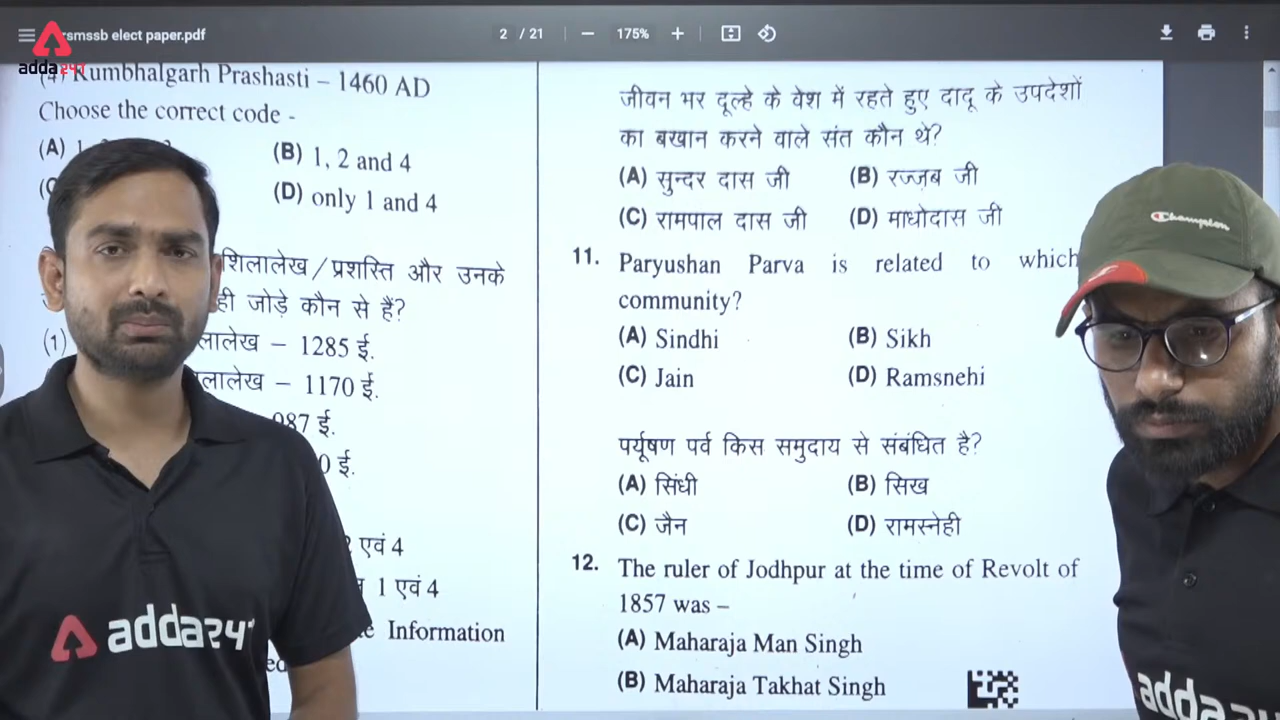 rsmssb elect paper.pdf
2 / 21
175%
adda247
(4) Kumbhalgarh Prashasti – 1460 AD
Choose the correct code -
(A)
(B) 1, 2 and 4
(D) only 1 and 4
शिलालेख/प्रशस्ति और उनके
ही जोड़े कौन से हैं?
(1) लालेख – 1285 ई.
लालेख – 1170 ई.
987 ई.
0 ई.
एवं 4
1 एवं 4
Information
जीवन भर दूल्हे के वेश में रहते हुए दादू के उपदेशों
का बखान करने वाले संत कौन थे?
(A) सुन्दर दास जी (B) रज्जब जी
(C) रामपाल दास जी (D) माधोदास जी
11. Paryushan Parva is related to which
community?
(A) Sindhi (B) Sikh
(C) Jain (D) Ramsnehi
पर्यूषण पर्व किस समुदाय से संबंधित है?
(A) सिंधी (B) सिख
(C) जैन (D) रामस्नेही
12. The ruler of Jodhpur at the time of Revolt of
1857 was –
(A) Maharaja Man Singh
(B) Maharaja Takhat Singh
Champion
adda247
adda247